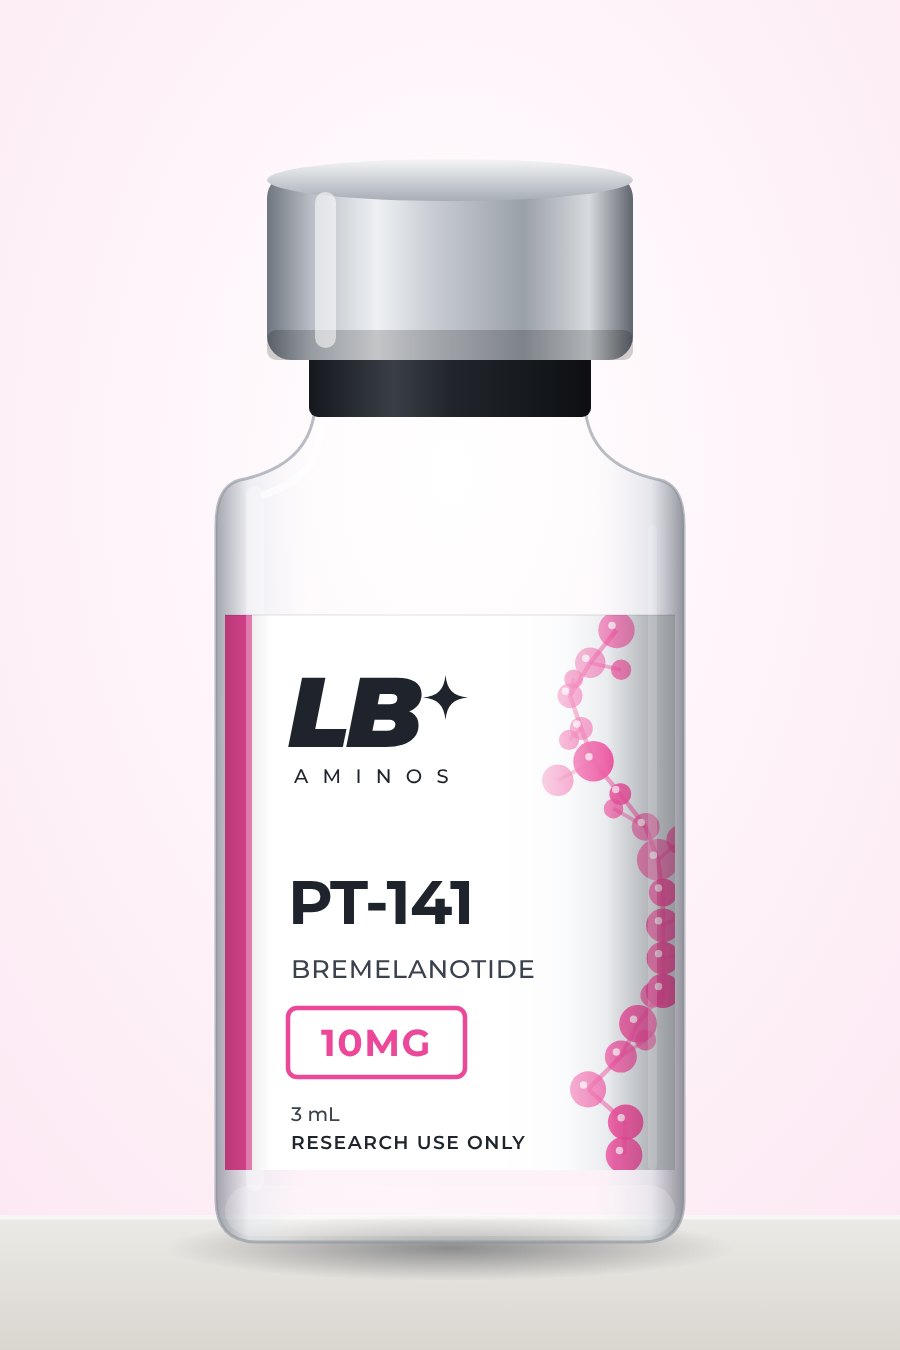 LB
AMINOS
PT-141
BREMELANOTIDE
10MG
3 mL
RESEARCH USE ONLY